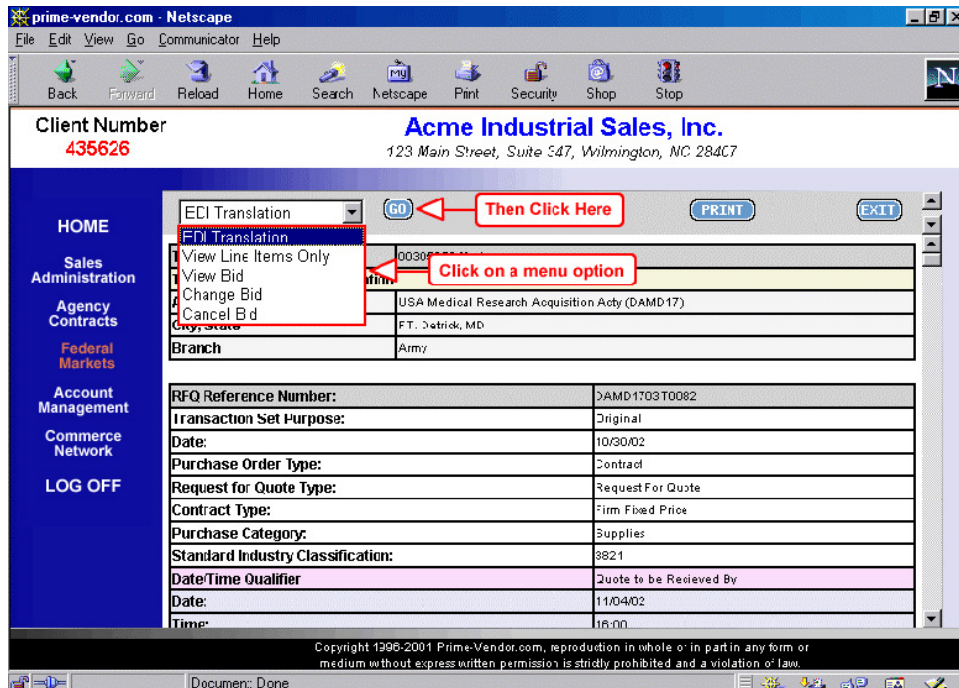 prime-vendor.com - Netscape
File Edit View Go Communicator Help
Back Forward Reload Home Search Netscape Print Security Shop Stop
N
Client Number
435626
Acme Industrial Sales, Inc.
123 Main Street, Suite 347, Wilmington, NC 28407
HOME
Sales
Administration
Agency
Contracts
Federal
Markets
Account
Management
Commerce
Network
LOG OFF
EDI Translation
GO
Then Click Here
PRINT
EXIT
EDI Translation
View Line Items Only
View Bid
Change Bid
Cancel Bid
Click on a menu option
USA Medical Research Acquisition Acty (DAMD17)
City, State
FT. Detrick, MD
Branch
Army
RFQ Reference Number:
DAMD1703T0082
Transaction Set Purpose:
Original
Date:
10/30/02
Purchase Order Type:
Contract
Request for Quote Type:
Request For Quote
Contract Type:
Firm Fixed Price
Purchase Category:
Supplies
Standard Industry Classification:
3821
Date/Time Qualifier
Quote to be Recieved By
Date:
11/04/02
Time:
16:00
Copyright 1996-2001 Prime-Vendor.com, reproduction in whole or in part in any form or
medium without express written permission is strictly prohibited and a violation of law.
Document: Done